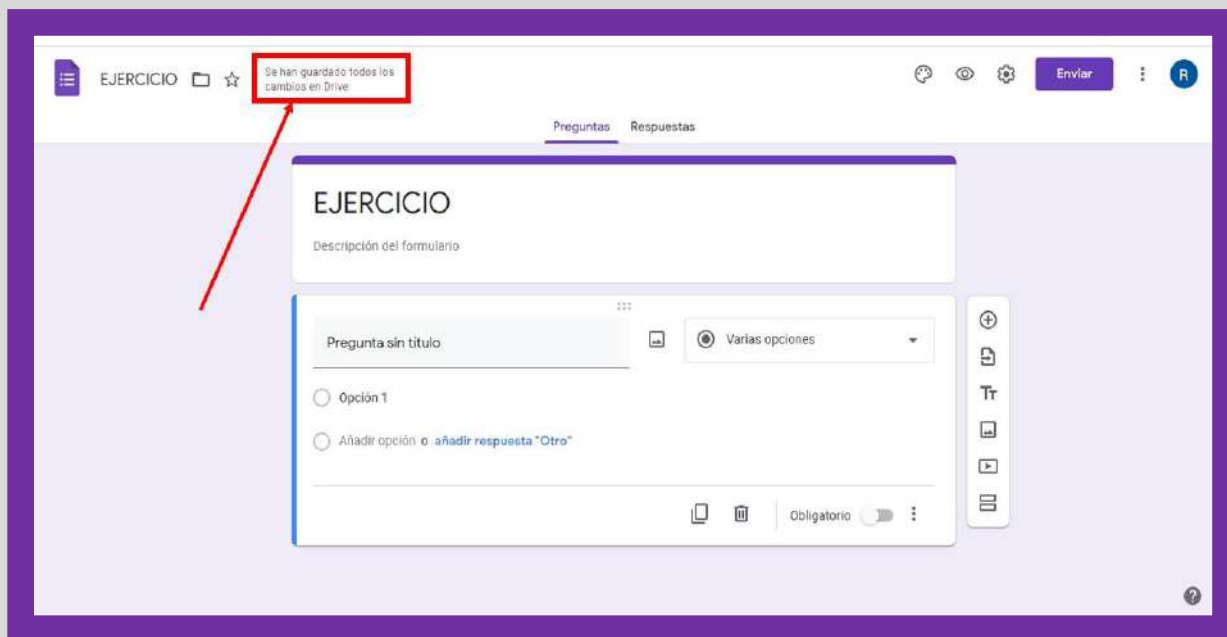 EJERCICIO
Se han guardado todos los
cambios en Drive
Enviar
R
Preguntas Respuestas
EJERCICIO
Descripción del formulario
Pregunta sin título
Varias opciones
Opción 1
Añadir opción o añadir respuesta "Otro"
Obligatorio